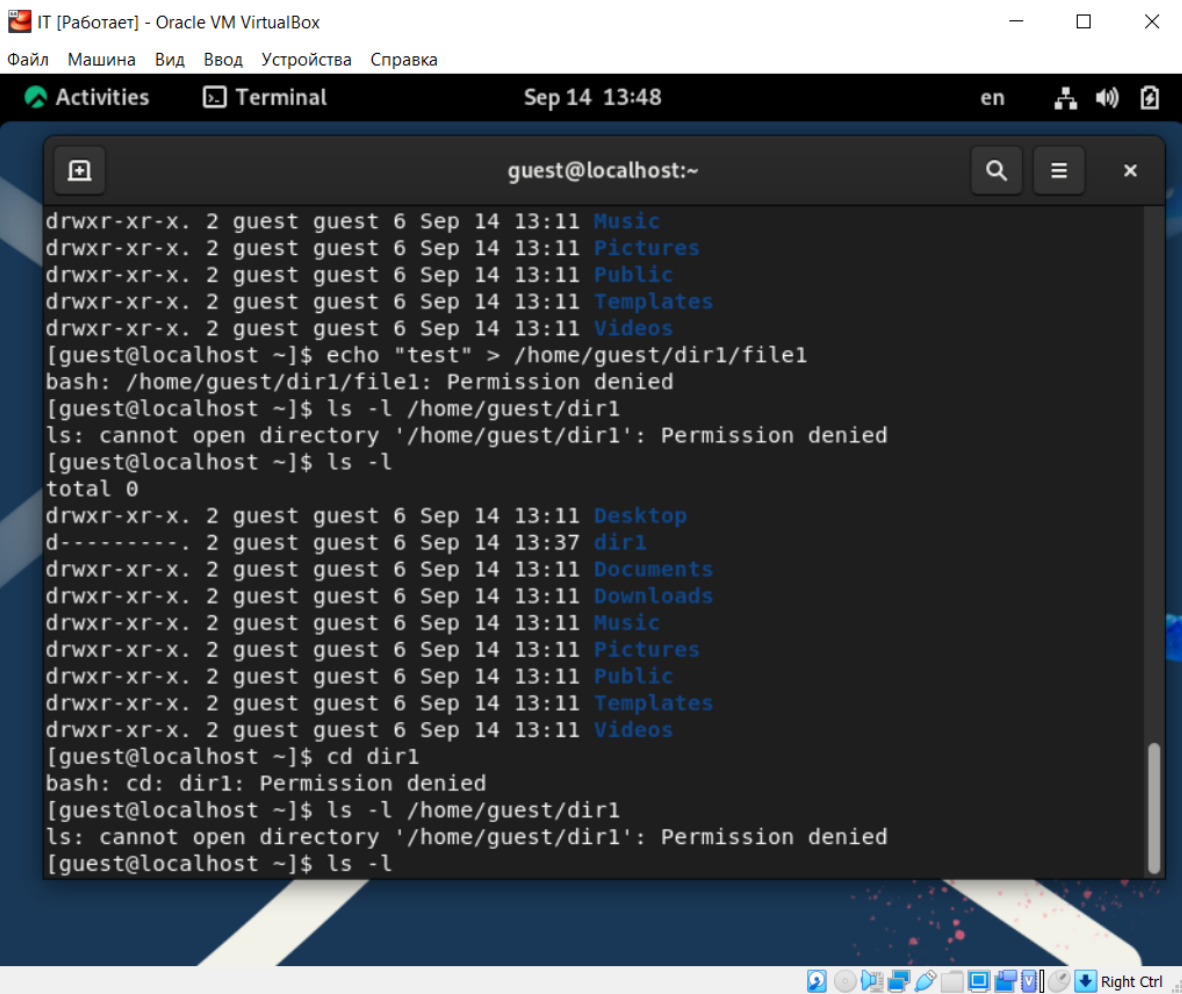 IT [Работает] - Oracle VM VirtualBox
Файл Машина Вид Ввод Устройства Справка
Activities Terminal Sep 14 13:48 en
guest@localhost:~
drwxr-xr-x. 2 guest guest 6 Sep 14 13:11 Music
drwxr-xr-x. 2 guest guest 6 Sep 14 13:11 Pictures
drwxr-xr-x. 2 guest guest 6 Sep 14 13:11 Public
drwxr-xr-x. 2 guest guest 6 Sep 14 13:11 Templates
drwxr-xr-x. 2 guest guest 6 Sep 14 13:11 Videos
[guest@localhost ~]$ echo "test" > /home/guest/dir1/file1
bash: /home/guest/dir1/file1: Permission denied
[guest@localhost ~]$ ls -l /home/guest/dir1
ls: cannot open directory '/home/guest/dir1': Permission denied
[guest@localhost ~]$ ls -l
total 0
drwxr-xr-x. 2 guest guest 6 Sep 14 13:11 Desktop
d---------. 2 guest guest 6 Sep 14 13:37 dir1
drwxr-xr-x. 2 guest guest 6 Sep 14 13:11 Documents
drwxr-xr-x. 2 guest guest 6 Sep 14 13:11 Downloads
drwxr-xr-x. 2 guest guest 6 Sep 14 13:11 Music
drwxr-xr-x. 2 guest guest 6 Sep 14 13:11 Pictures
drwxr-xr-x. 2 guest guest 6 Sep 14 13:11 Public
drwxr-xr-x. 2 guest guest 6 Sep 14 13:11 Templates
drwxr-xr-x. 2 guest guest 6 Sep 14 13:11 Videos
[guest@localhost ~]$ cd dir1
bash: cd: dir1: Permission denied
[guest@localhost ~]$ ls -l /home/guest/dir1
ls: cannot open directory '/home/guest/dir1': Permission denied
[guest@localhost ~]$ ls -l
Right Ctrl